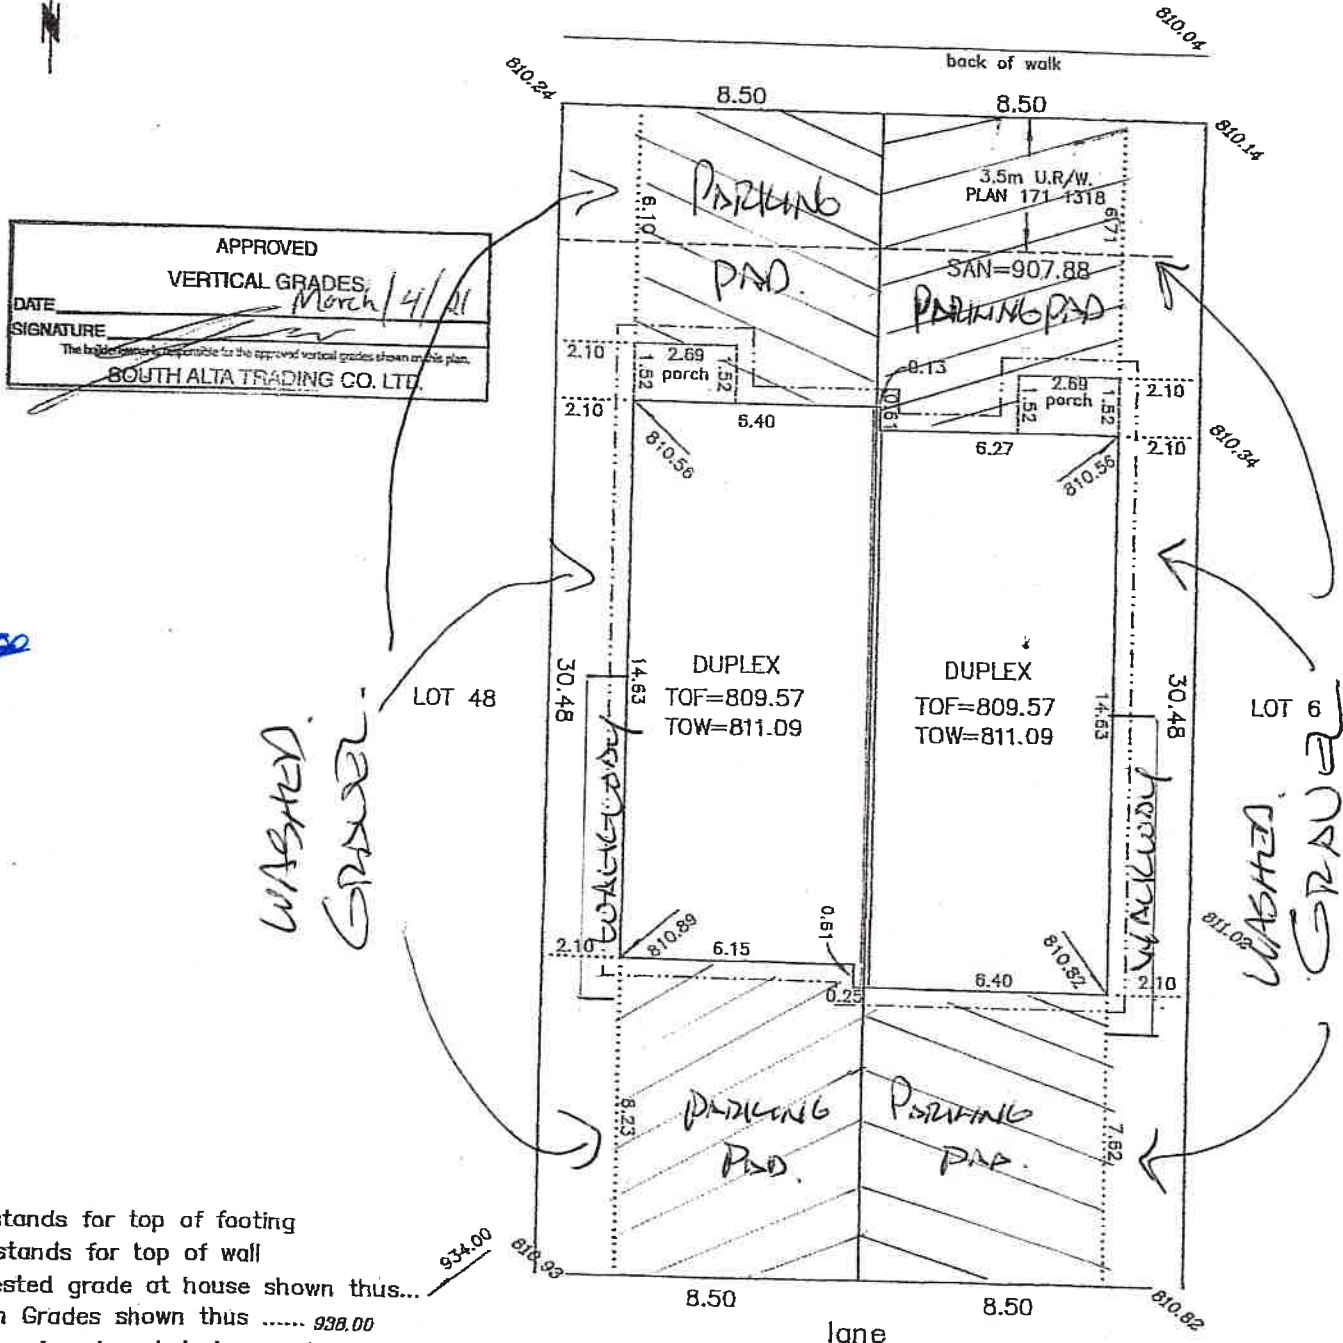 N
810.04
back of walk
810.24
8.50
8.50
810.14
3.5m U.R/W.
PLAN 171 1318
PARKING
PAD.
6.10
6.71
SAN=907.88
PARKING PAD
APPROVED
VERTICAL GRADES
DATE March/4/21
SIGNATURE
The builder/owner is responsible for the approved vertical grades shown on this plan.
SOUTH ALTA TRADING CO. LTD.
2.10
1.52
2.69
porch
1.52
0.13
2.69
porch
1.52
1.52
2.10
2.10
6.40
0.61
6.27
2.10
810.34
810.56
810.56
LOT 48
30.48
14.63
DUPLEX
TOF=809.57
TOW=811.09
DUPLEX
TOF=809.57
TOW=811.09
14.63
30.48
LOT 6
WASHED
GRAVEL
WALKWAY
WALKWAY
WASHED
GRAVEL
811.02
2.10
810.89
6.15
0.61
810.82
0.25
6.40
2.10
8.23
PARKING
PAD.
PARKING
PAD.
7.62
stands for top of footing
stands for top of wall
ested grade at house shown thus... 934.00
n Grades shown thus ...... 938.00
810.93
8.50
8.50
810.82
lane